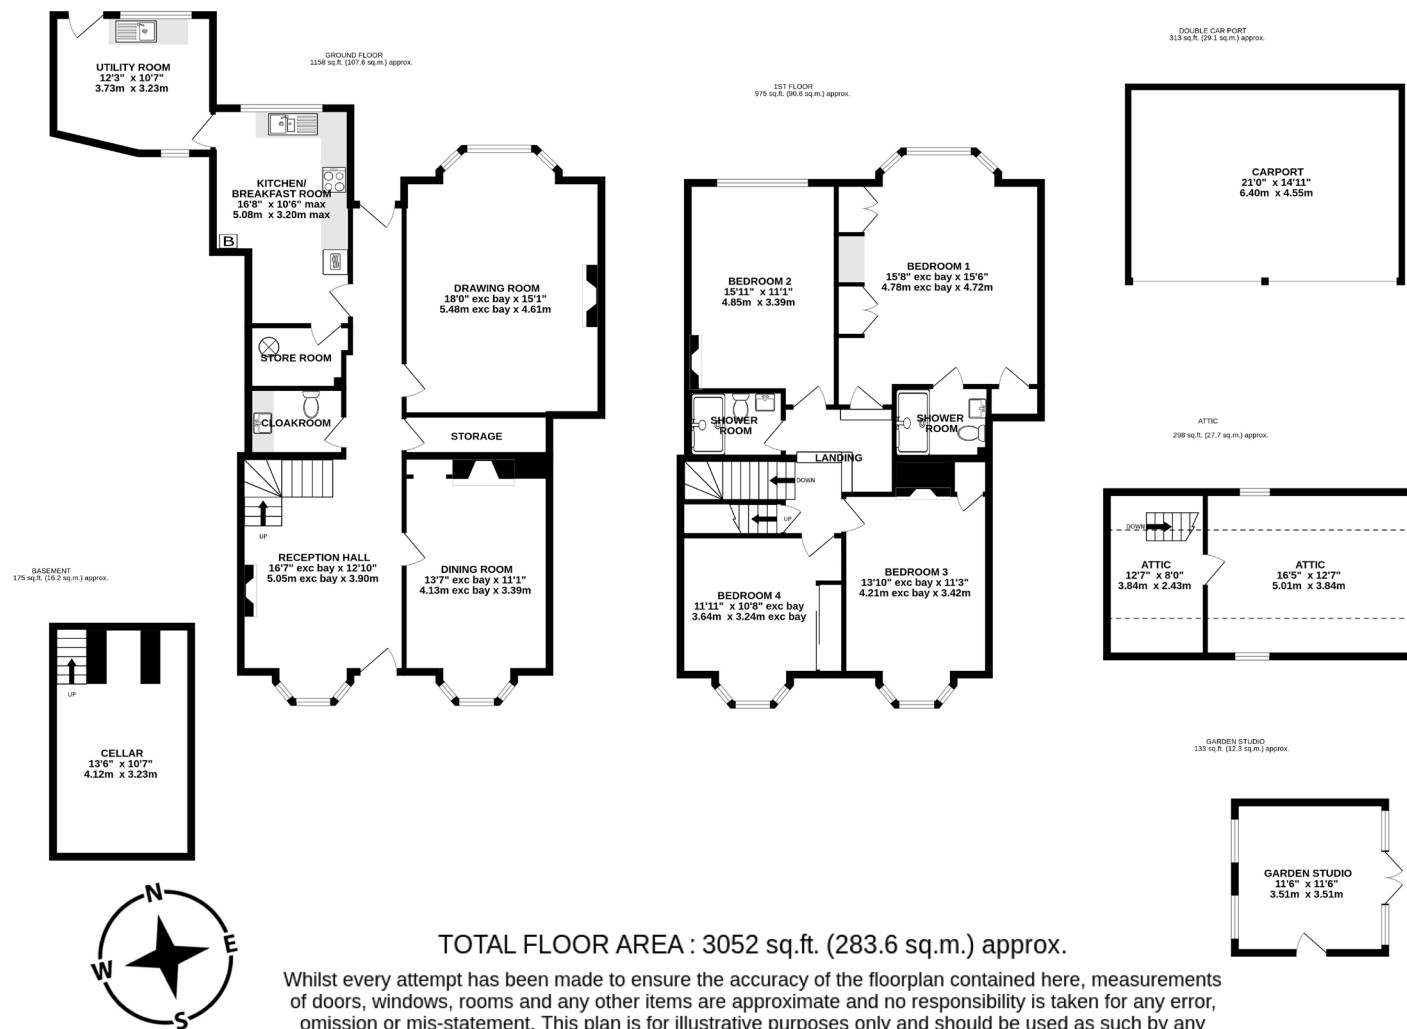 GROUND FLOOR
1158 sq.ft. (107.6 sq.m.) approx.
UTILITY ROOM
12'3" x 10'7"
3.73m x 3.23m
KITCHEN/
BREAKFAST ROOM
16'8" x 10'6" max
5.08m x 3.20m max
B
DRAWING ROOM
18'0" exc bay x 15'1"
5.48m exc bay x 4.61m
STORE ROOM
CLOAKROOM
STORAGE
UP
RECEPTION HALL
16'7" exc bay x 12'10"
5.05m exc bay x 3.90m
DINING ROOM
13'7" exc bay x 11'1"
4.13m exc bay x 3.39m
1ST FLOOR
975 sq.ft. (90.6 sq.m.) approx.
BEDROOM 2
15'11" x 11'1"
4.85m x 3.39m
BEDROOM 1
15'8" exc bay x 15'6"
4.78m exc bay x 4.72m
SHOWER
ROOM
SHOWER
ROOM
LANDING
DOWN
UP
BEDROOM 4
11'11" x 10'8" exc bay
3.64m x 3.24m exc bay
BEDROOM 3
13'10" exc bay x 11'3"
4.21m exc bay x 3.42m
DOUBLE CAR PORT
313 sq.ft. (29.1 sq.m.) approx.
CARPORT
21'0" x 14'11"
6.40m x 4.55m
ATTIC
298 sq.ft. (27.7 sq.m.) approx.
DOWN
ATTIC
12'7" x 8'0"
3.84m x 2.43m
ATTIC
16'5" x 12'7"
5.01m x 3.84m
BASEMENT
175 sq.ft. (16.2 sq.m.) approx.
UP
CELLAR
13'6" x 10'7"
4.12m x 3.23m
GARDEN STUDIO
133 sq.ft. (12.3 sq.m.) approx.
GARDEN STUDIO
11'6" x 11'6"
3.51m x 3.51m
N
E
W
S
TOTAL FLOOR AREA : 3052 sq.ft. (283.6 sq.m.) approx.
Whilst every attempt has been made to ensure the accuracy of the floorplan contained here, measurements
of doors, windows, rooms and any other items are approximate and no responsibility is taken for any error,
omission or mis-statement. This plan is for illustrative purposes only and should be used as such by any